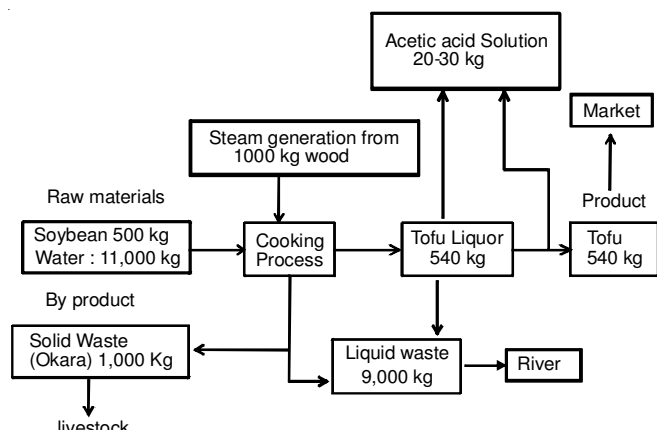 Acetic acid Solution
20-30 kg
Market
Steam generation from
1000 kg wood
Raw materials
Product
Soybean 500 kg
Water : 11,000 kg
Cooking
Process
Tofu Liquor
540 kg
Tofu
540 kg
By product
Solid Waste
(Okara) 1,000 Kg
Liquid waste
9,000 kg
River
livestock